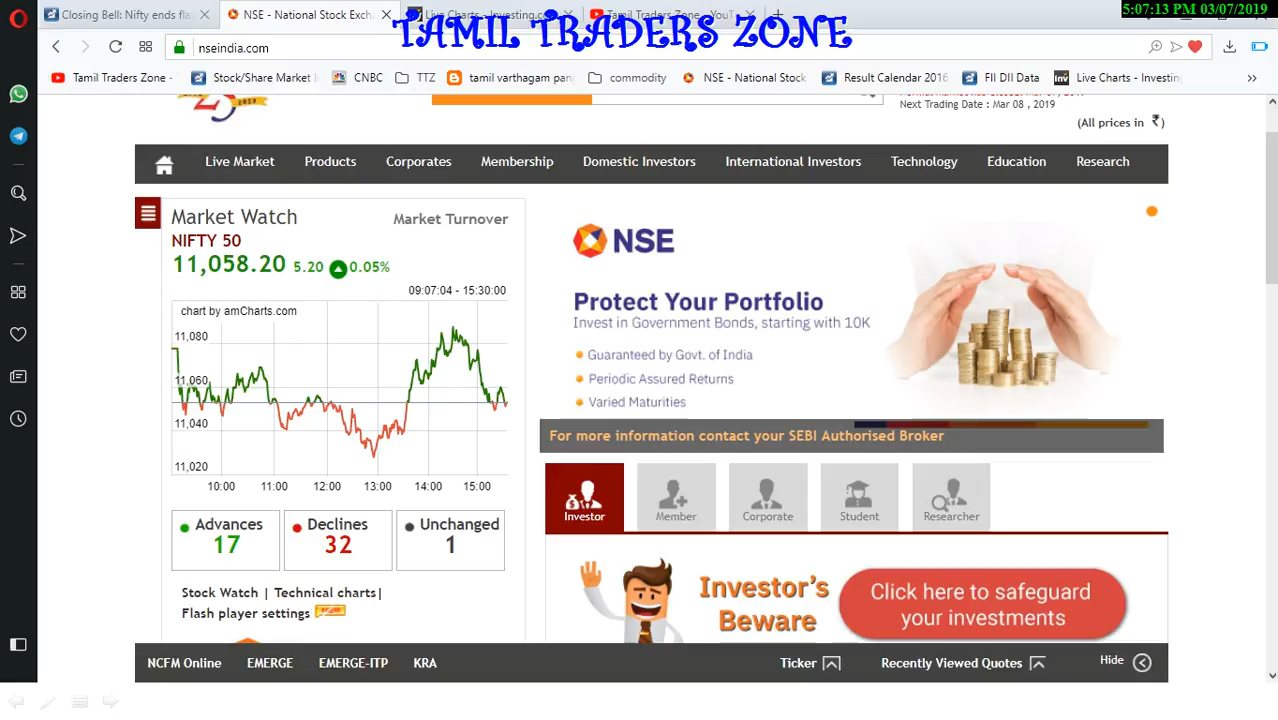 5:07:13 PM 03/07/2019
Closing Bell: Nifty ends fla
NSE - National Stock Exch
Live Charts - Investing.co
Tamil Traders Zone - YouT
TAMIL TRADERS ZONE
nseindia.com
Tamil Traders Zone -
Stock/Share Market
CNBC
TTZ
tamil varthagam pan
commodity
NSE - National Stock
Result Calendar 2016
FII DII Data
Live Charts - Investin
Next Trading Date : Mar 08 , 2019
(All prices in ₹)
Live Market
Products
Corporates
Membership
Domestic Investors
International Investors
Technology
Education
Research
Market Watch
Market Turnover
NIFTY 50
11,058.20 5.20 0.05%
09:07:04 - 15:30:00
chart by amCharts.com
11,080
11,060
11,040
11,020
10:00 11:00 12:00 13:00 14:00 15:00
Advances
17
Declines
32
Unchanged
1
Stock Watch | Technical charts|
Flash player settings
NSE
Protect Your Portfolio
Invest in Government Bonds, starting with 10K
Guaranteed by Govt. of India
Periodic Assured Returns
Varied Maturities
For more information contact your SEBI Authorised Broker
Investor
Member
Corporate
Student
Researcher
Investor's
Beware
Click here to safeguard
your investments
NCFM Online
EMERGE
EMERGE-ITP
KRA
Ticker
Recently Viewed Quotes
Hide